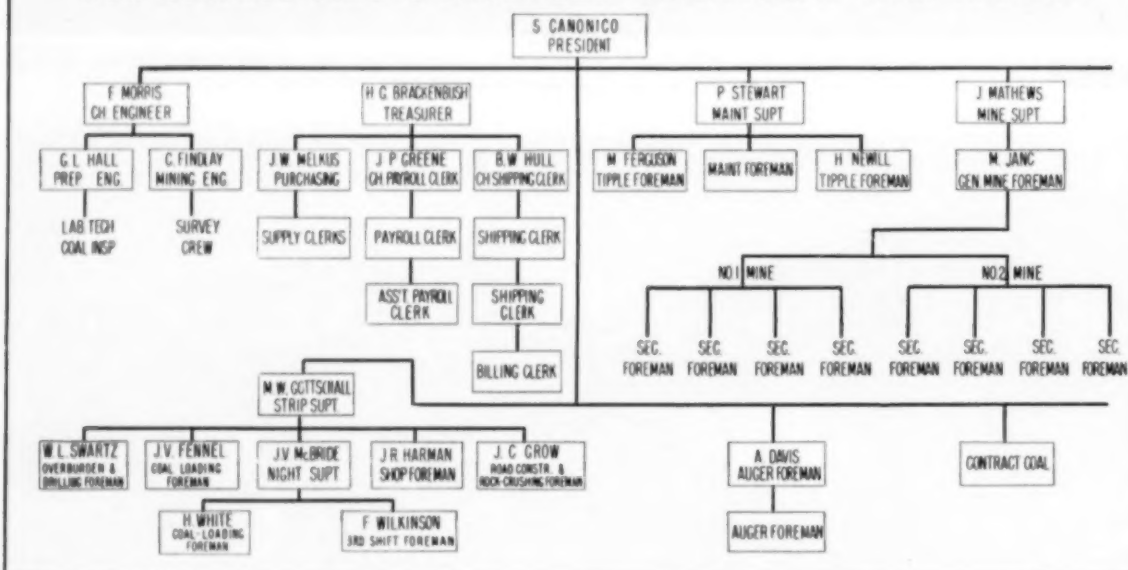 S. CANONICO
PRESIDENT
F. MORRIS
CH. ENGINEER
H. G. BRACKENBUSH
TREASURER
P. STEWART
MAINT SUPT
J. MATHEWS
MINE SUPT
G. L. HALL
PREP ENG.
C. FINDLAY
MINING ENG.
J. W. MELKUS
PURCHASING
J. P. GREENE
CH. PAYROLL CLERK
B. W. HULL
CH SHIPPING CLERK
M. FERGUSON
TIPPLE FOREMAN
MAINT FOREMAN
H. NEWILL
TIPPLE FOREMAN
M. JANC
GEN. MINE FOREMAN
LAB TECH
COAL INSP
SURVEY
CREW
SUPPLY CLERKS
PAYROLL CLERK
SHIPPING CLERK
ASS'T. PAYROLL
CLERK
SHIPPING
CLERK
BILLING CLERK
NO. 1 MINE
NO. 2 MINE
SEC.
FOREMAN
SEC.
FOREMAN
SEC.
FOREMAN
SEC.
FOREMAN
SEC.
FOREMAN
SEC.
FOREMAN
SEC.
FOREMAN
SEC.
FOREMAN
M. W. GOTTSCHALL
STRIP SUPT
W. L. SWARTZ
OVERBURDEN &
DRILLING FOREMAN
J. V. FENNEL
COAL LOADING
FOREMAN
J. V. McBRIDE
NIGHT SUPT
J. R. HARMAN
SHOP FOREMAN
J. C. GROW
ROAD CONSTR. &
ROCK-CRUSHING FOREMAN
H. WHITE
COAL-LOADING
FOREMAN
F. WILKINSON
3RD SHIFT FOREMAN
A. DAVIS
AUGER FOREMAN
AUGER FOREMAN
CONTRACT COAL